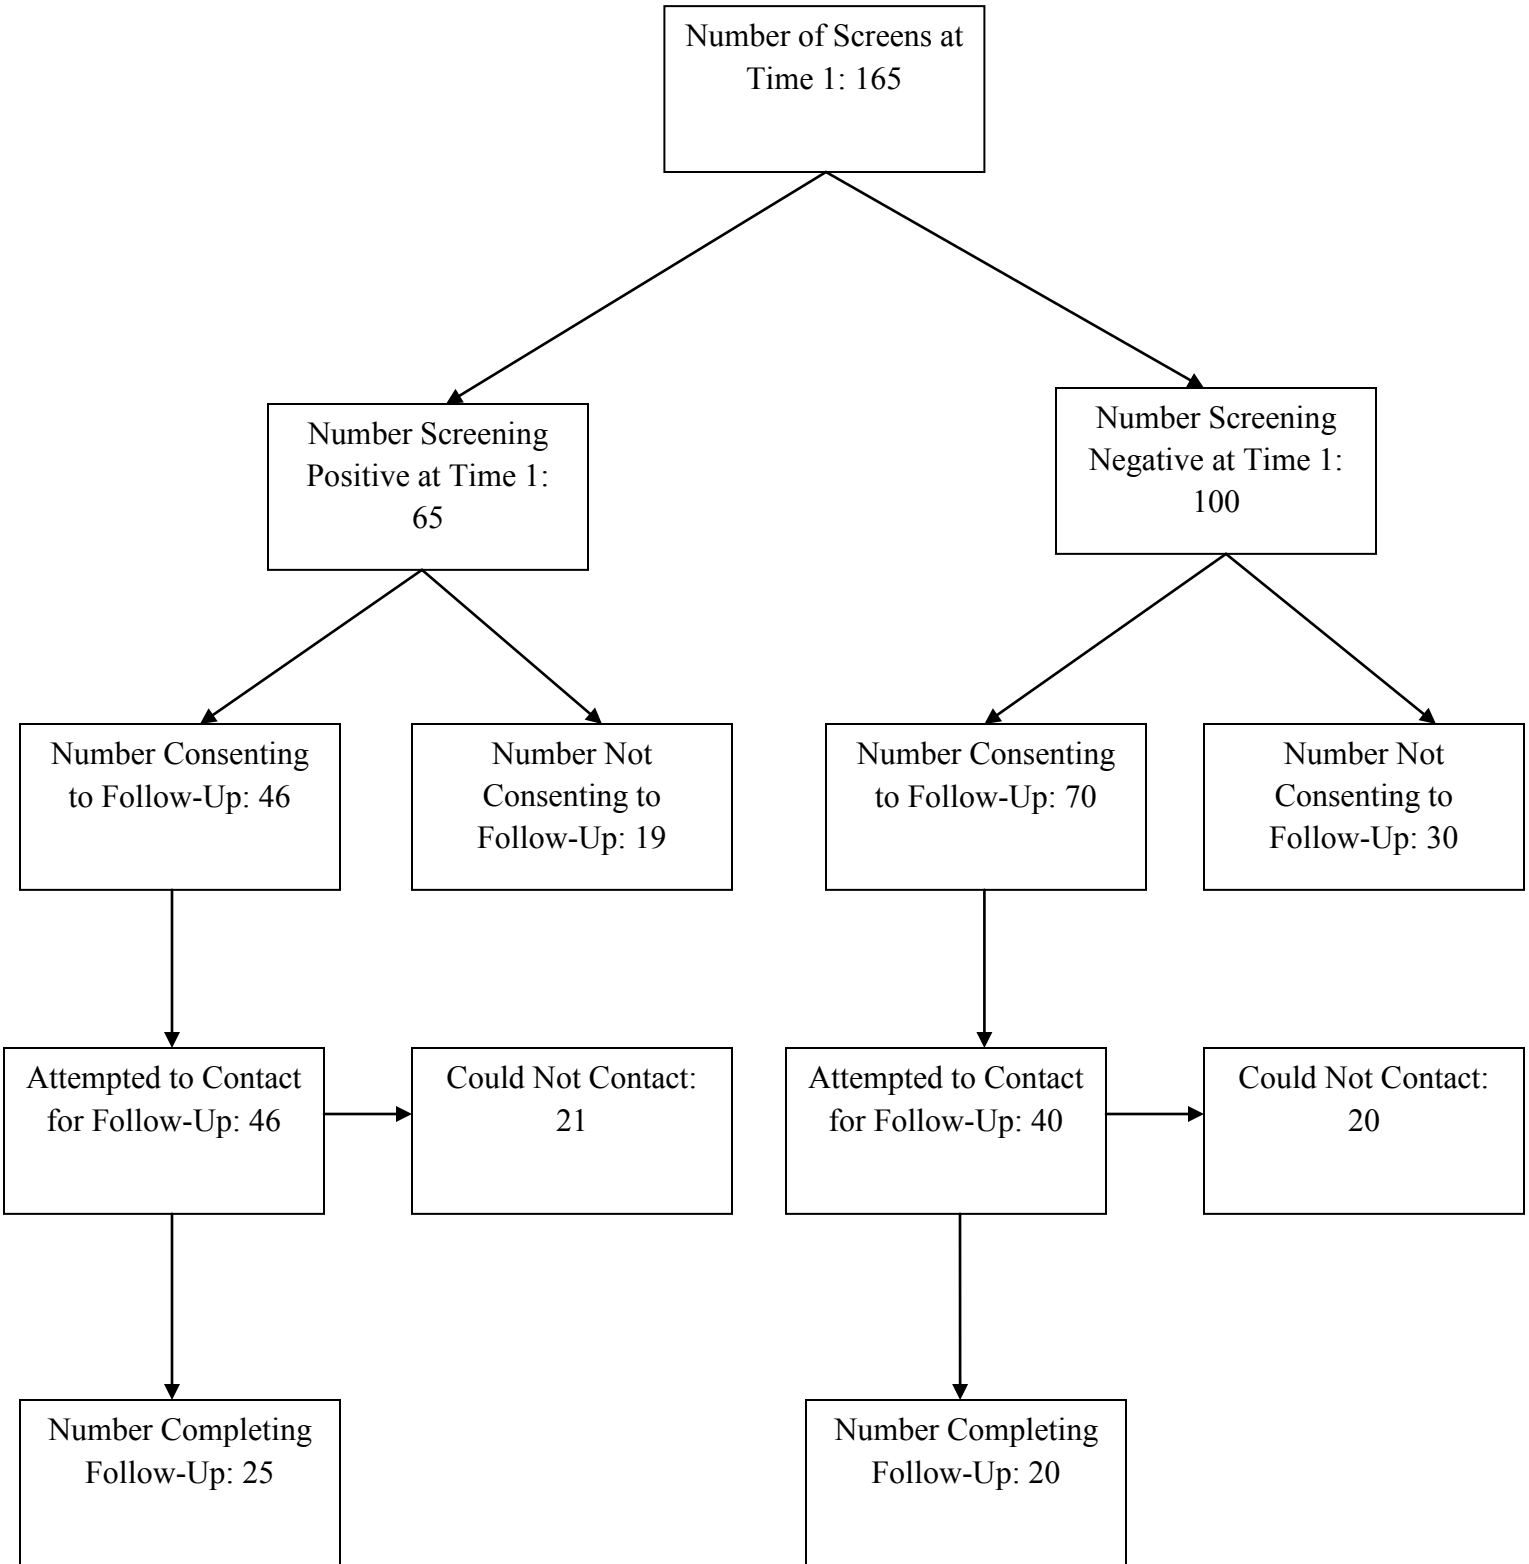 Number of Screens at
Time 1: 165
Number Screening
Positive at Time 1:
65
Number Screening
Negative at Time 1:
100
Number Consenting
to Follow-Up: 46
Number Not
Consenting to
Follow-Up: 19
Number Consenting
to Follow-Up: 70
Number Not
Consenting to
Follow-Up: 30
Attempted to Contact
for Follow-Up: 46
Could Not Contact:
21
Attempted to Contact
for Follow-Up: 40
Could Not Contact:
20
Number Completing
Follow-Up: 25
Number Completing
Follow-Up: 20